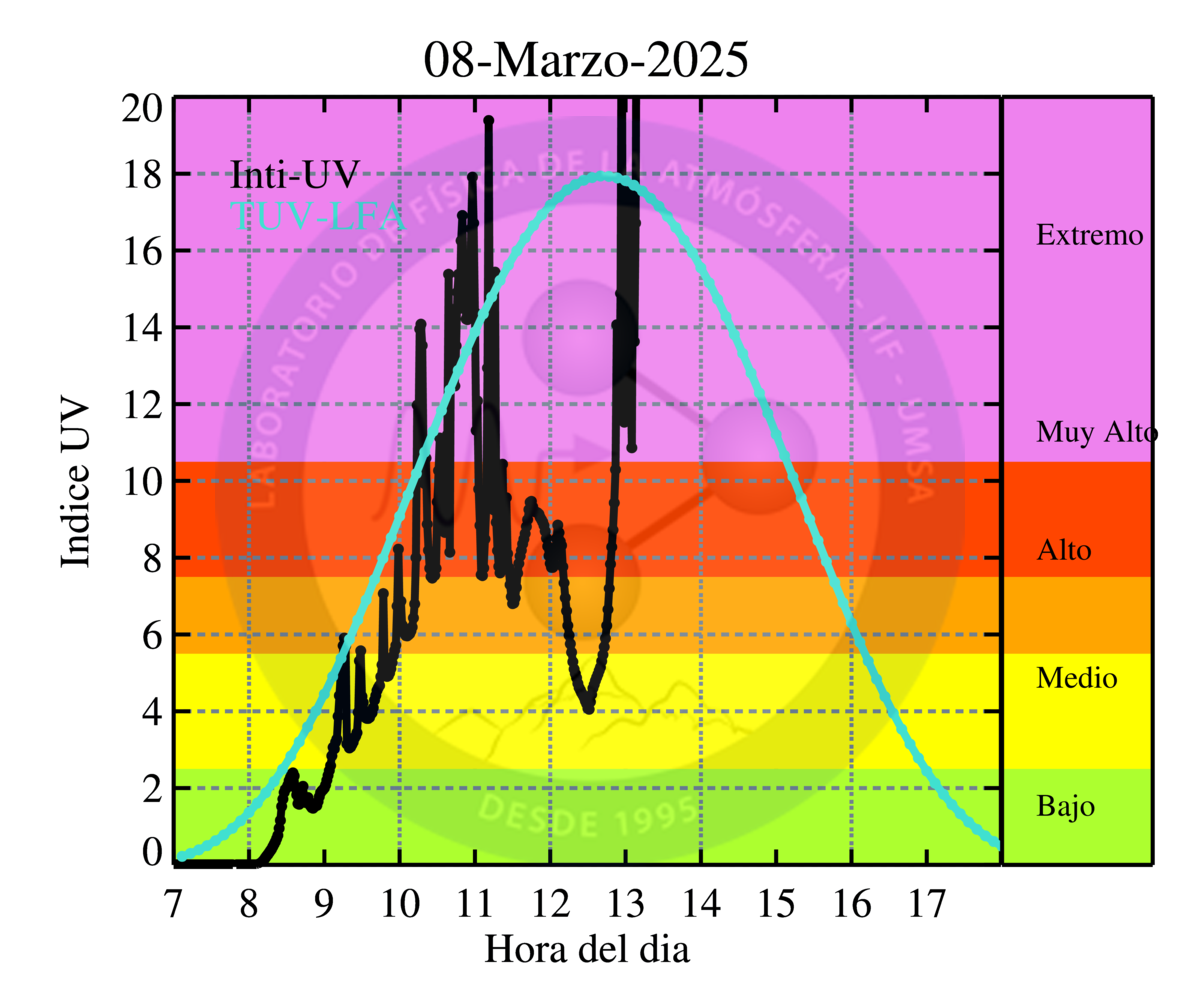 08-Marzo-2025
20
18
16
14
12
10
8
6
4
2
0
Indice UV
Inti-UV
TUV-LFA
LABORATORIO DE FÍSICA DE LA ATMÓSFERA - IIF - UMSA
DESDE 1995
Extremo
Muy Alto
Alto
Medio
Bajo
7 8 9 10 11 12 13 14 15 16 17
Hora del dia